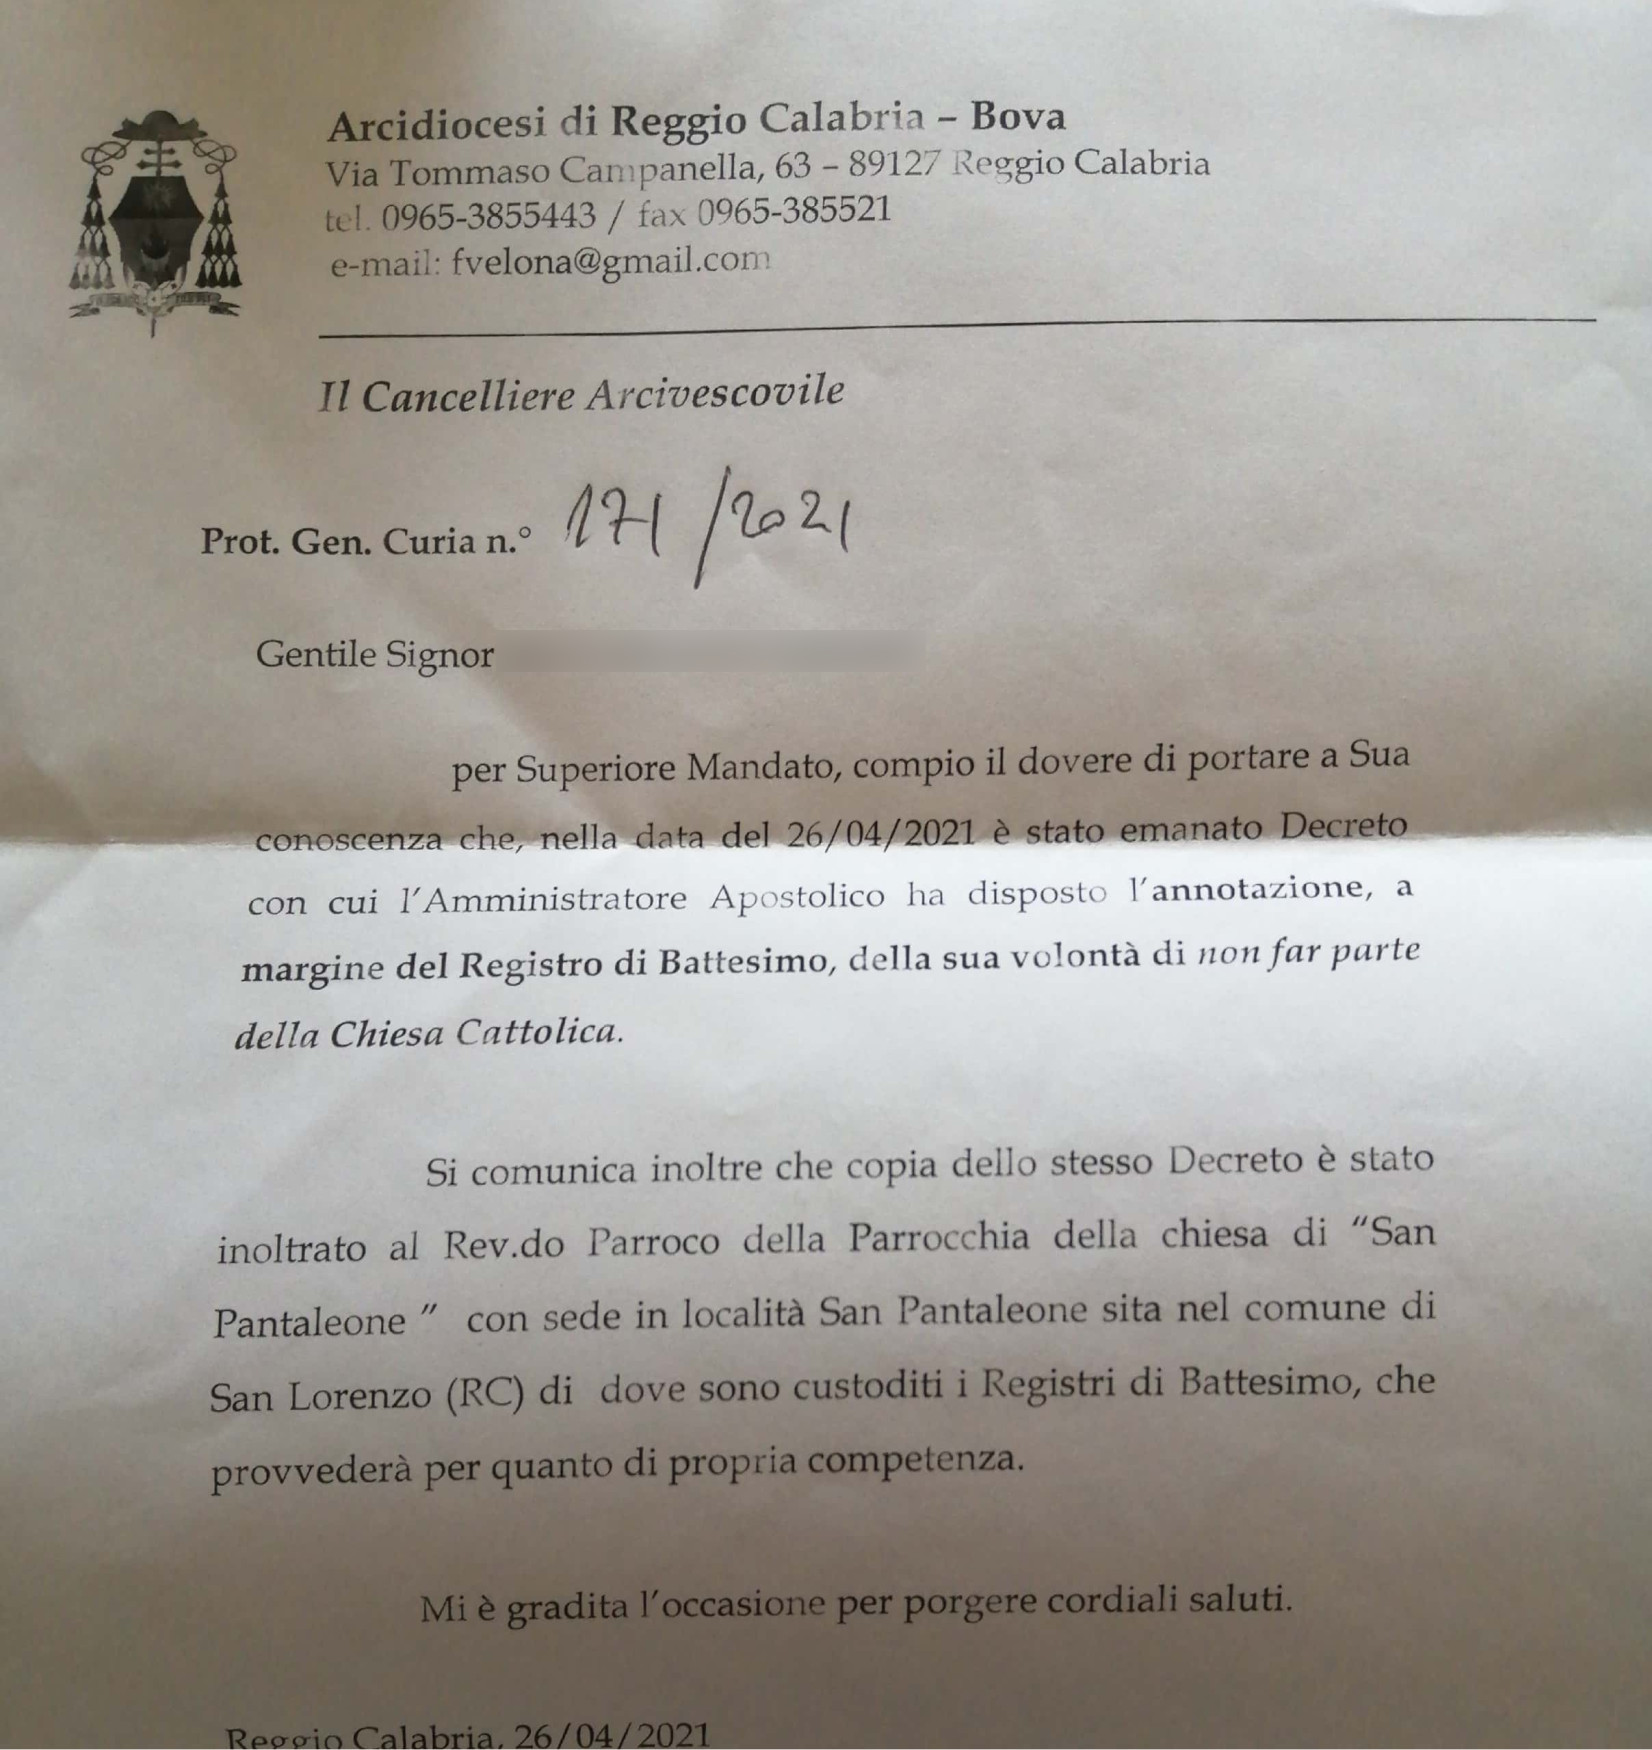 Arcidiocesi di Reggio Calabria – Bova
Via Tommaso Campanella, 63 – 89127 Reggio Calabria
tel. 0965-3855443 / fax 0965-385521
e-mail: fvelona@gmail.com
Il Cancelliere Arcivescovile
Prot. Gen. Curia n.° 171/2021
Gentile Signor
per Superiore Mandato, compio il dovere di portare a Sua
conoscenza che, nella data del 26/04/2021 è stato emanato Decreto
con cui l'Amministratore Apostolico ha disposto l'annotazione, a
margine del Registro di Battesimo, della sua volontà di non far parte
della Chiesa Cattolica.
Si comunica inoltre che copia dello stesso Decreto è stato
inoltrato al Rev.do Parroco della Parrocchia della chiesa di “San
Pantaleone ” con sede in località San Pantaleone sita nel comune di
San Lorenzo (RC) di dove sono custoditi i Registri di Battesimo, che
provvederà per quanto di propria competenza.
Mi è gradita l'occasione per porgere cordiali saluti.
Reggio Calabria, 26/04/2021